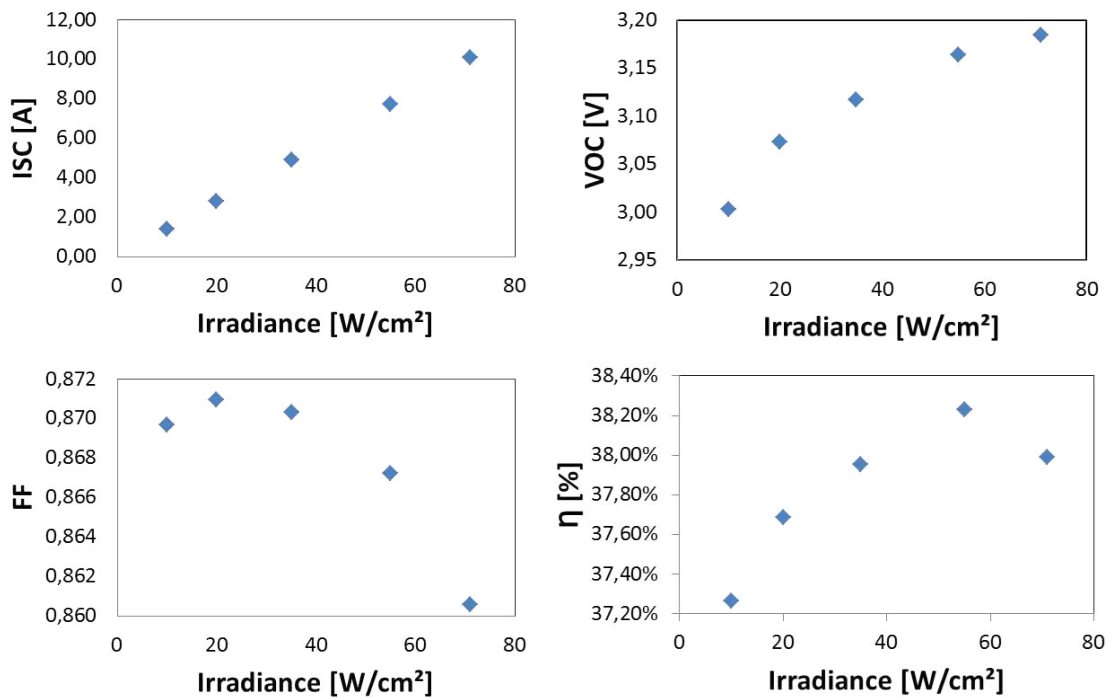 ISC [A]
12,00
10,00
8,00
6,00
4,00
2,00
0,00
0 20 40 60 80
Irradiance [W/cm²]
VOC [V]
3,20
3,15
3,10
3,05
3,00
2,95
0 20 40 60 80
Irradiance [W/cm²]
FF
0,872
0,870
0,868
0,866
0,864
0,862
0,860
0 20 40 60 80
Irradiance [W/cm²]
η [%]
38,40%
38,20%
38,00%
37,80%
37,60%
37,40%
37,20%
0 20 40 60 80
Irradiance [W/cm²]